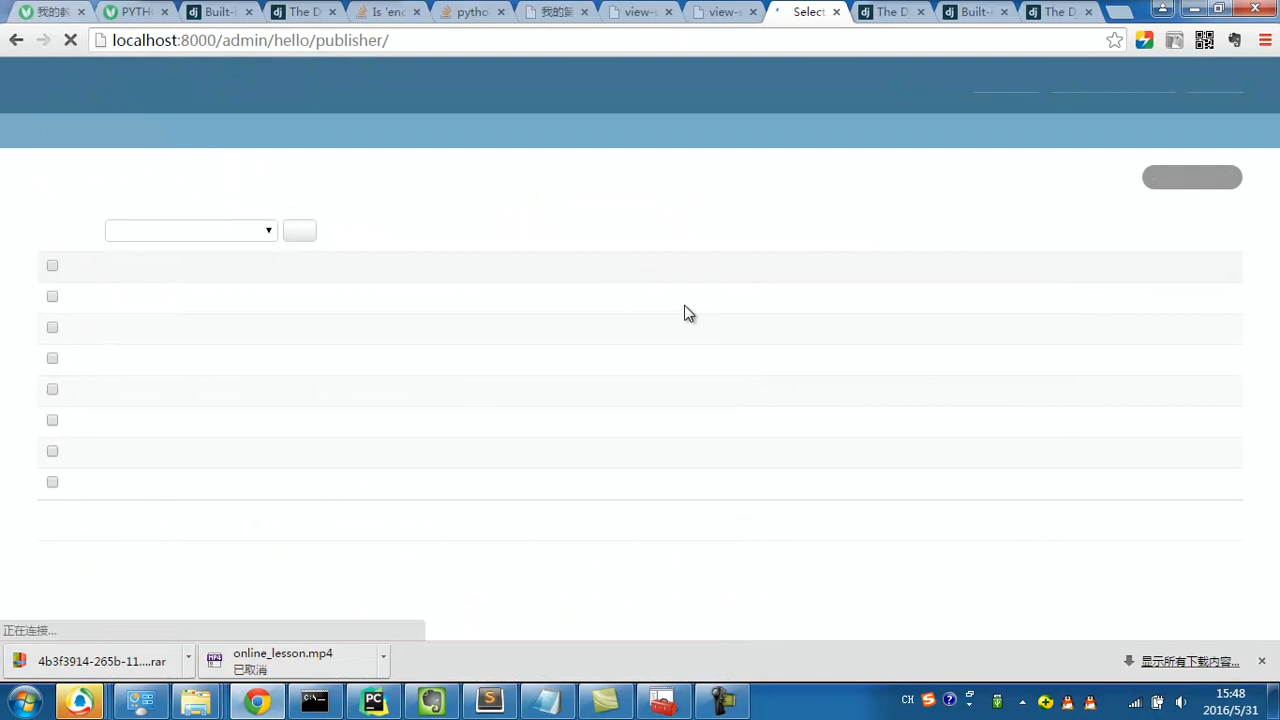 我的 PYTH Built- The D Is 'enc python 我的 view-s view-s Select The D Built- The D
localhost:8000/admin/hello/publisher/
正在连接...
4b3f3914-265b-11....rar
online_lesson.mp4
已取消
显示所有下载内容...
CH
15:48
2016/5/31